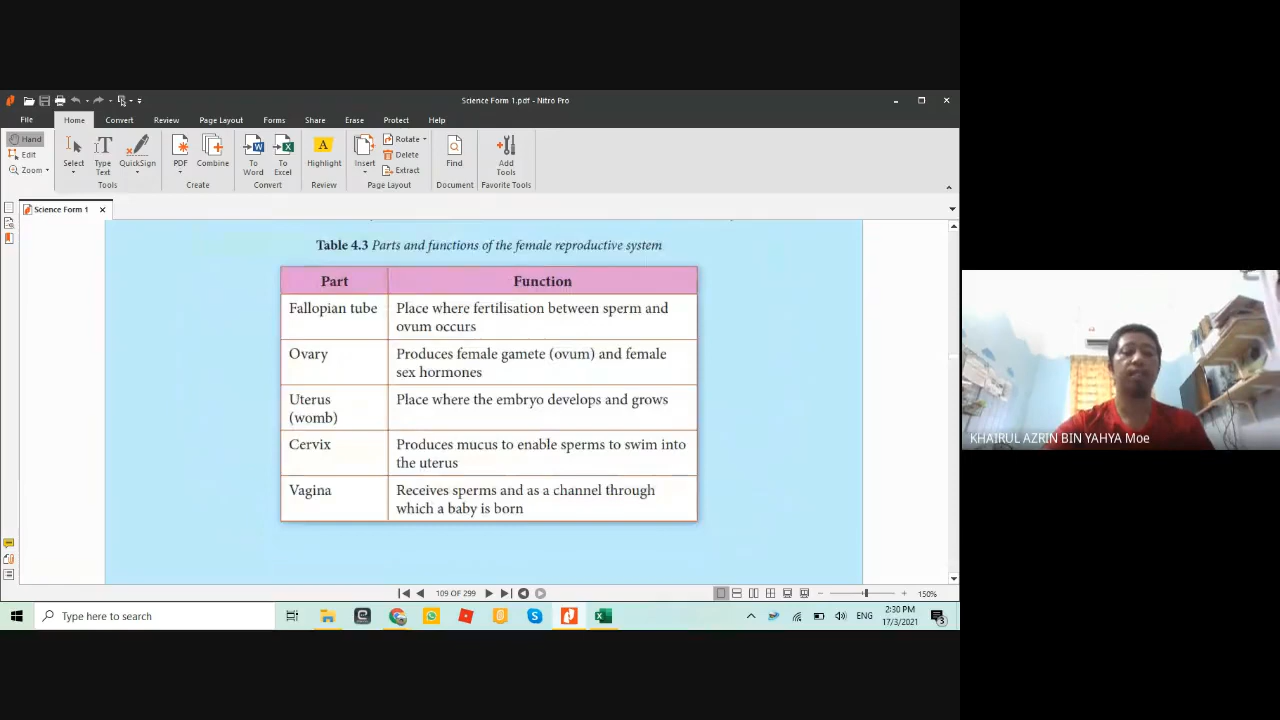 Science Form 1.pdf - Nitro Pro
File Home Convert Review Page Layout Forms Share Erase Protect Help
Hand
Edit
Zoom
Select
Type Text
QuickSign
Tools
PDF
Combine
Create
To Word
To Excel
Convert
Highlight
Review
Insert
Rotate
Delete
Extract
Page Layout
Find
Document
Add Tools
Favorite Tools
Science Form 1
Table 4.3 Parts and functions of the female reproductive system
Part Function
Fallopian tube Place where fertilisation between sperm and
ovum occurs
Ovary Produces female gamete (ovum) and female
sex hormones
Uterus Place where the embryo develops and grows
(womb)
Cervix Produces mucus to enable sperms to swim into
the uterus
Vagina Receives sperms and as a channel through
which a baby is born
KHAIRUL AZRIN BIN YAHYA Moe
109 OF 299
150%
Type here to search
ENG
2:30 PM
17/3/2021
3